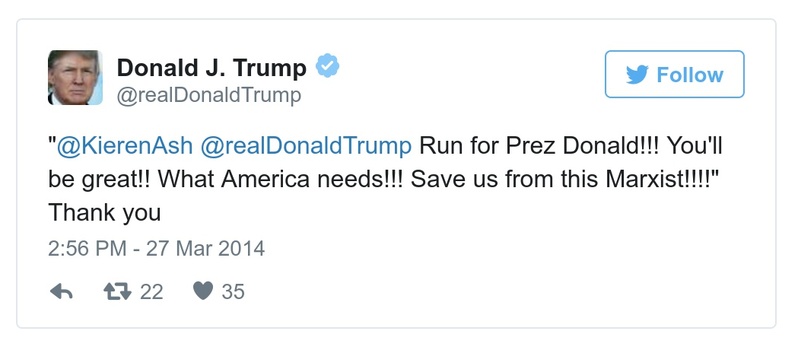 Donald J. Trump
@realDonaldTrump
Follow
"@KierenAsh @realDonaldTrump Run for Prez Donald!!! You'll
be great!! What America needs!!! Save us from this Marxist!!!!"
Thank you
2:56 PM - 27 Mar 2014
22 35